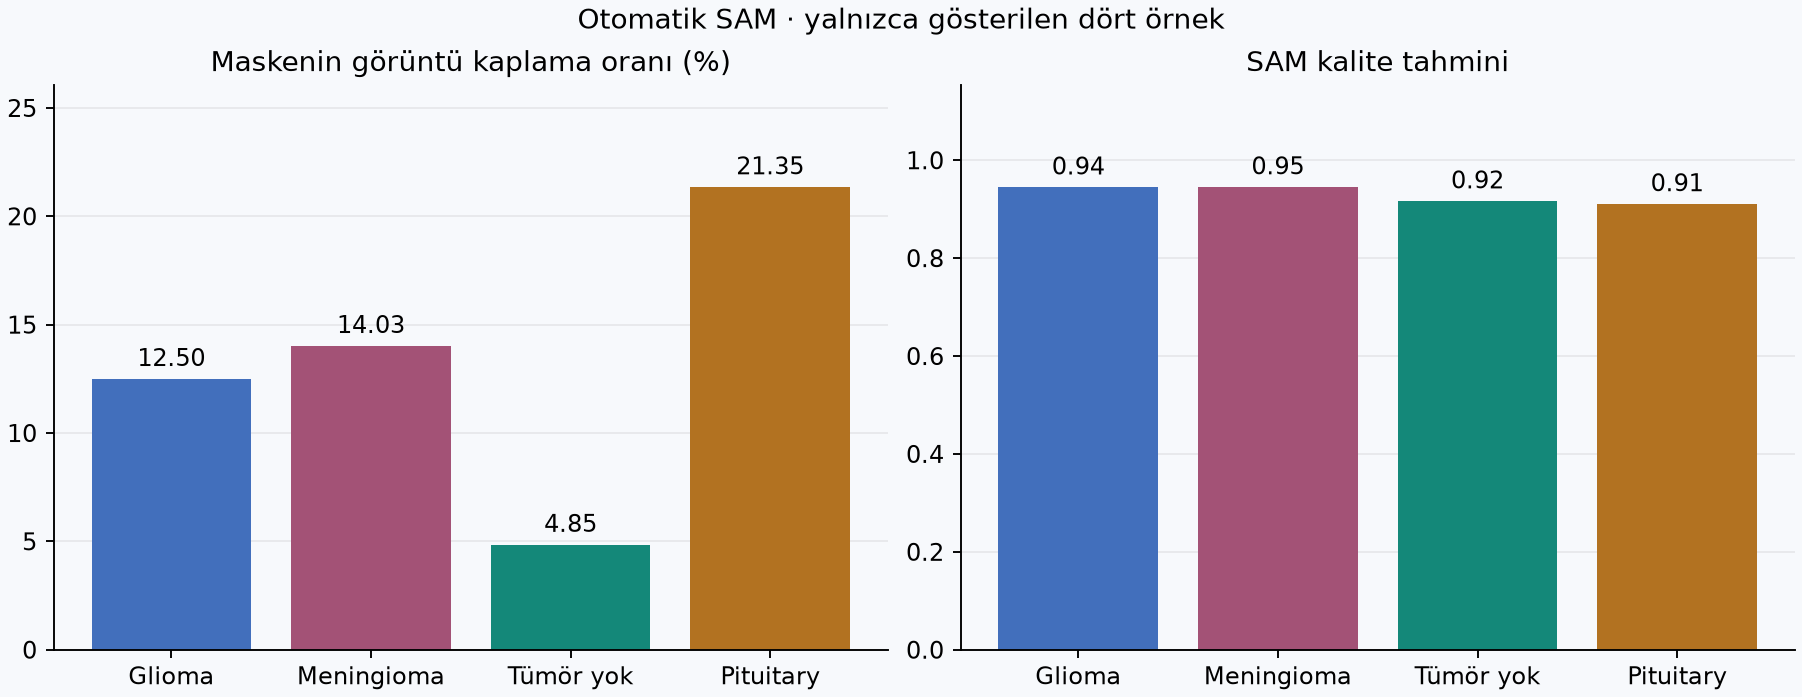 Otomatik SAM · yalnızca gösterilen dört örnek
Maskenin görüntü kaplama oranı (%)
25
20
15
10
5
0
12.50
14.03
4.85
21.35
Glioma
Meningioma
Tümör yok
Pituitary
SAM kalite tahmini
1.0
0.8
0.6
0.4
0.2
0.0
0.94
0.95
0.92
0.91
Glioma
Meningioma
Tümör yok
Pituitary